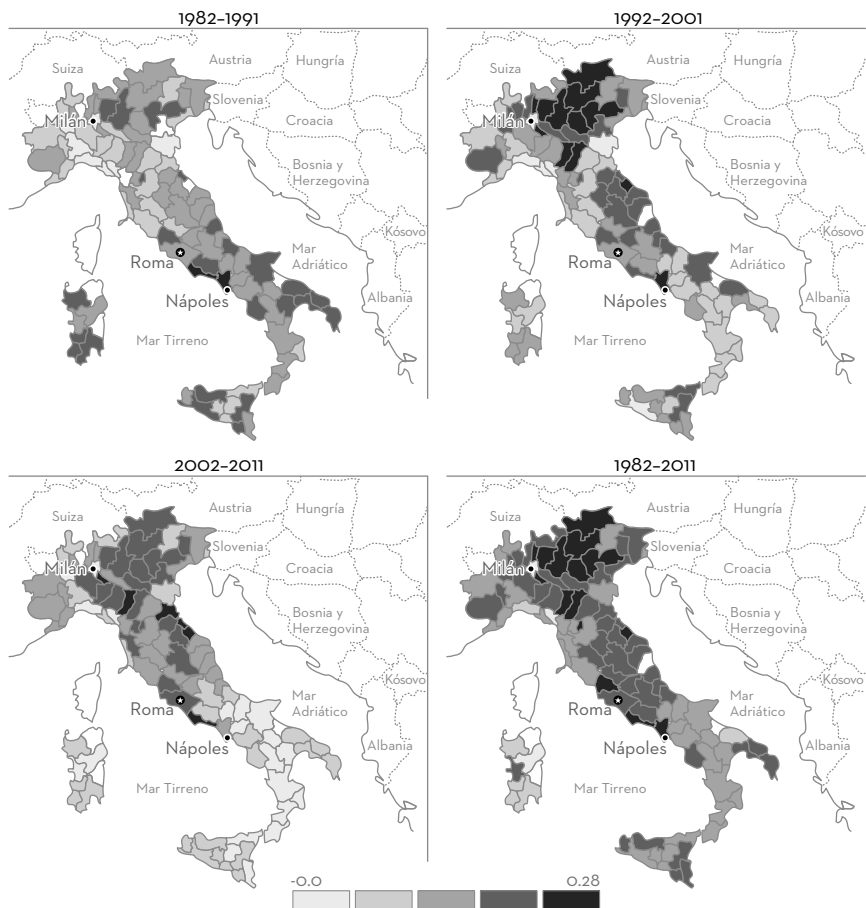 1982–1991
Suiza
Austria
Hungría
Eslovenia
Milán
Croacia
Bosnia y
Herzegovina
Kósovo
Mar
Adriático
Roma
Nápoles
Albania
Mar Tirreno
1992–2001
Suiza
Austria
Hungría
Slovenia
Milán
Croacia
Bosnia y
Herzegovina
Kósovo
Mar
Adriático
Roma
Nápoles
Albania
Mar Tirreno
2002–2011
Suiza
Austria
Hungría
Slovenia
Milán
Croacia
Bosnia y
Herzegovina
Kósovo
Mar
Adriático
Roma
Nápoles
Albania
Mar Tirreno
1982–2011
Suiza
Austria
Hungría
Slovenia
Milán
Croacia
Bosnia y
Herzegovina
Kósovo
Mar
Adriático
Roma
Nápoles
Albania
Mar Tirreno
-0.0
0.28